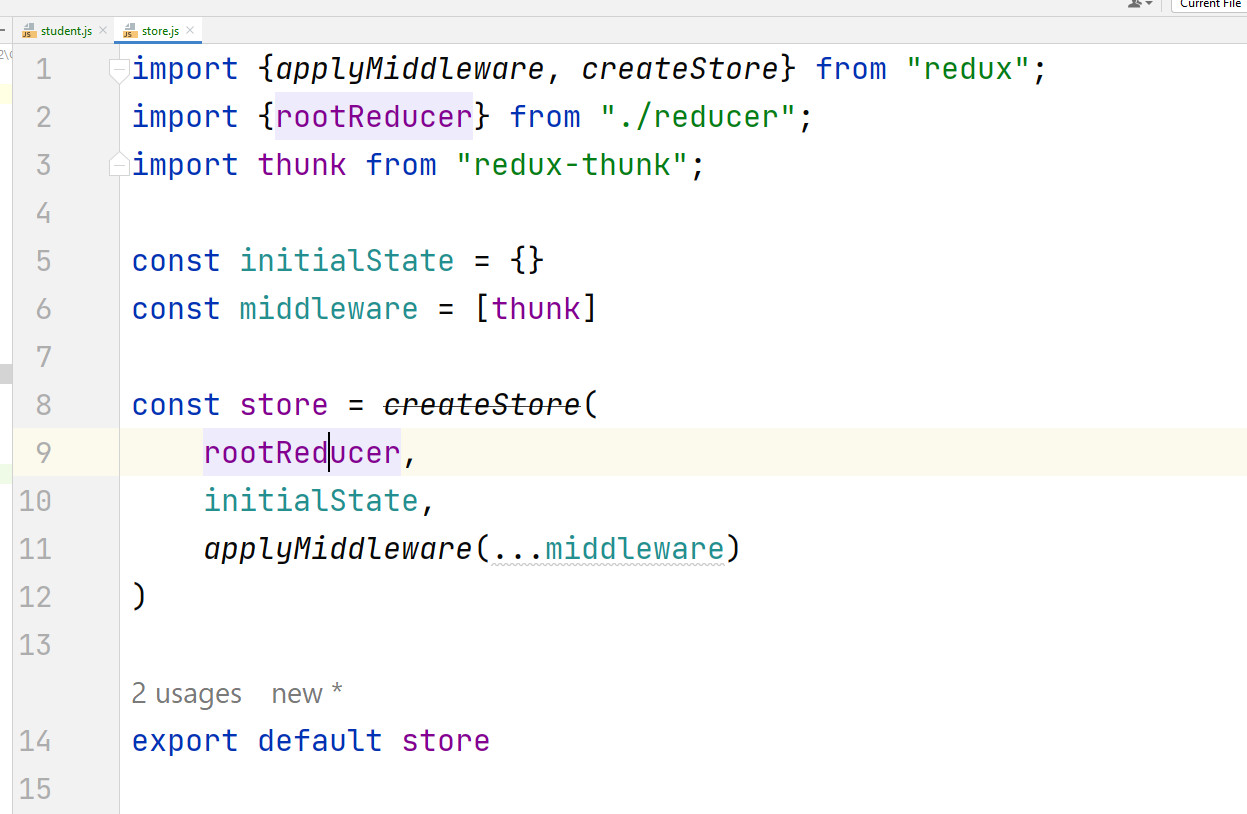 Current File
student.js store.js
1 import {applyMiddleware, createStore} from "redux";
2 import {rootReducer} from "./reducer";
3 import thunk from "redux-thunk";
4
5 const initialState = {}
6 const middleware = [thunk]
7
8 const store = createStore(
9 rootReducer,
10 initialState,
11 applyMiddleware(...middleware)
12 )
13
2 usages new *
14 export default store
15